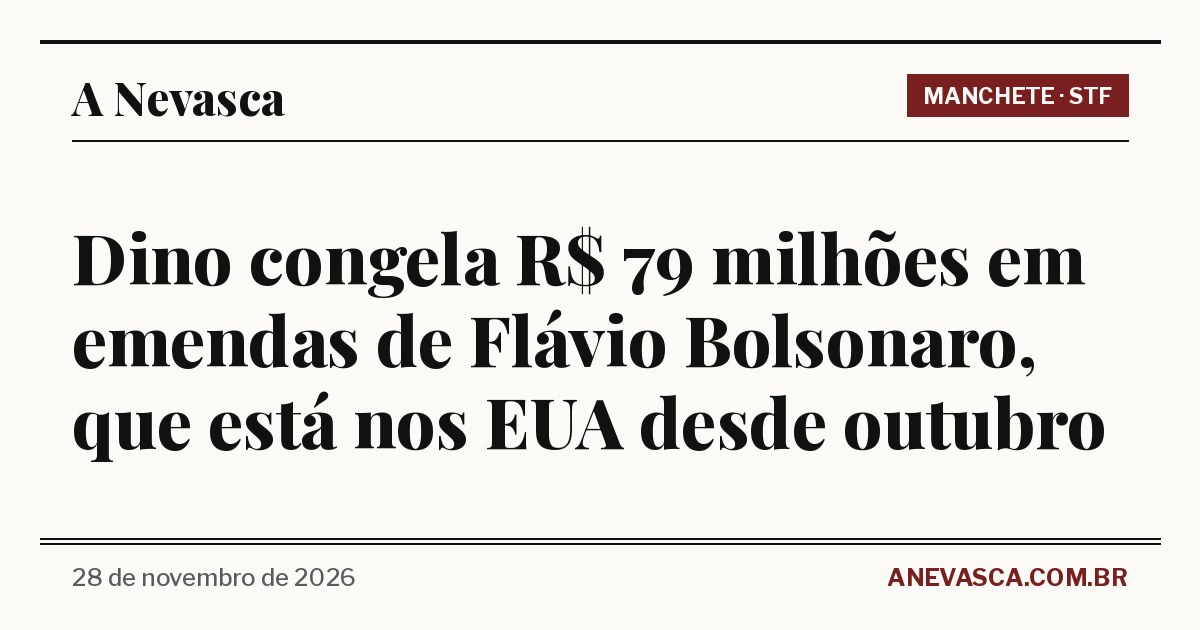 A Nevasca
MANCHETE · STF
Dino congela R$ 79 milhões em
emendas de Flávio Bolsonaro,
que está nos EUA desde outubro
28 de novembro de 2026
ANEVASCA.COM.BR